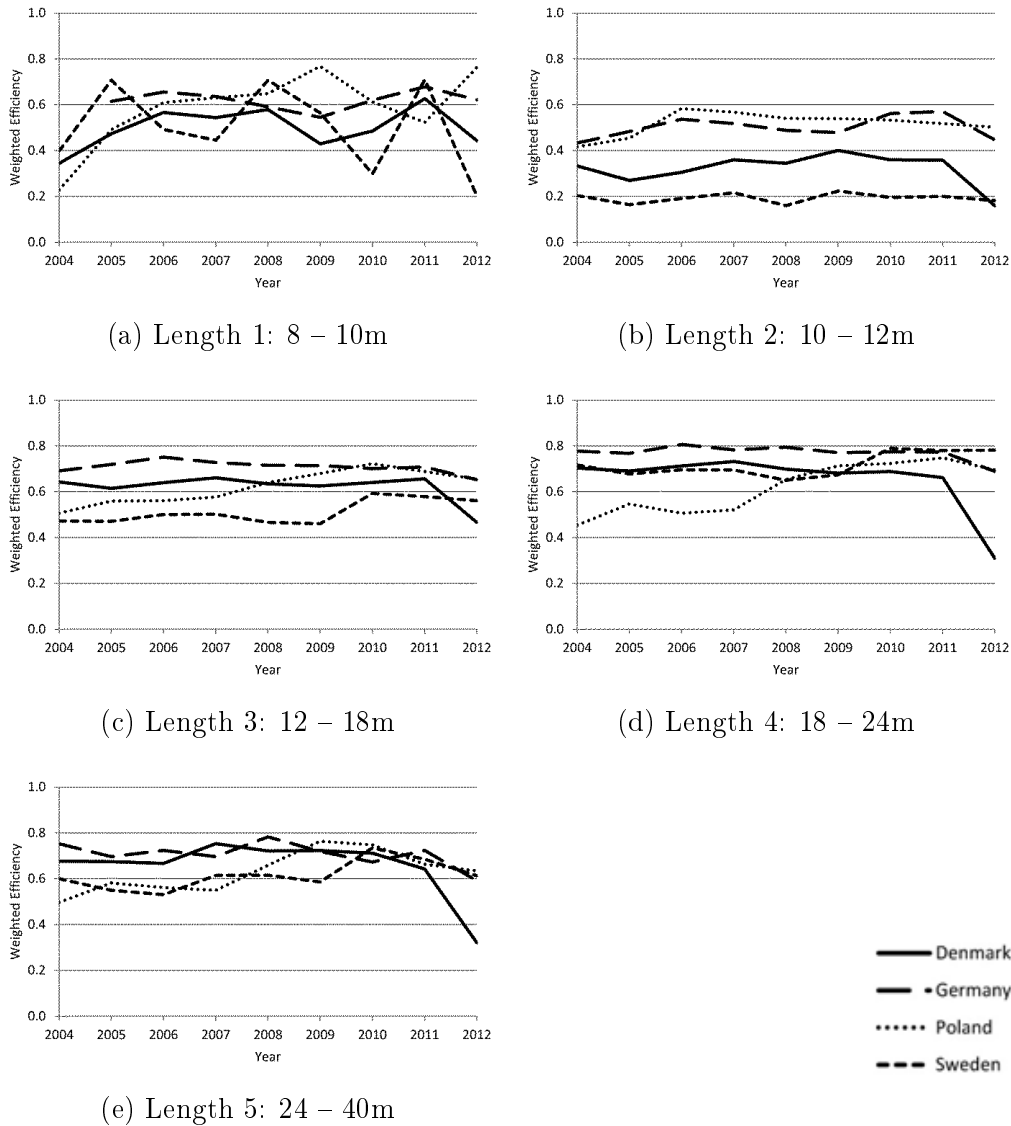 1.0
0.8
0.6
0.4
0.2
0.0
Weighted Efficiency
2004 2005 2006 2007 2008 2009 2010 2011 2012
Year
(a) Length 1: 8 – 10m
1.0
0.8
0.6
0.4
0.2
0.0
Weighted Efficiency
2004 2005 2006 2007 2008 2009 2010 2011 2012
Year
(b) Length 2: 10 – 12m
1.0
0.8
0.6
0.4
0.2
0.0
Weighted Efficiency
2004 2005 2006 2007 2008 2009 2010 2011 2012
Year
(c) Length 3: 12 – 18m
1.0
0.8
0.6
0.4
0.2
0.0
Weighted Efficiency
2004 2005 2006 2007 2008 2009 2010 2011 2012
Year
(d) Length 4: 18 – 24m
1.0
0.8
0.6
0.4
0.2
0.0
Weighted Efficiency
2004 2005 2006 2007 2008 2009 2010 2011 2012
Year
(e) Length 5: 24 – 40m
Denmark
Germany
Poland
Sweden